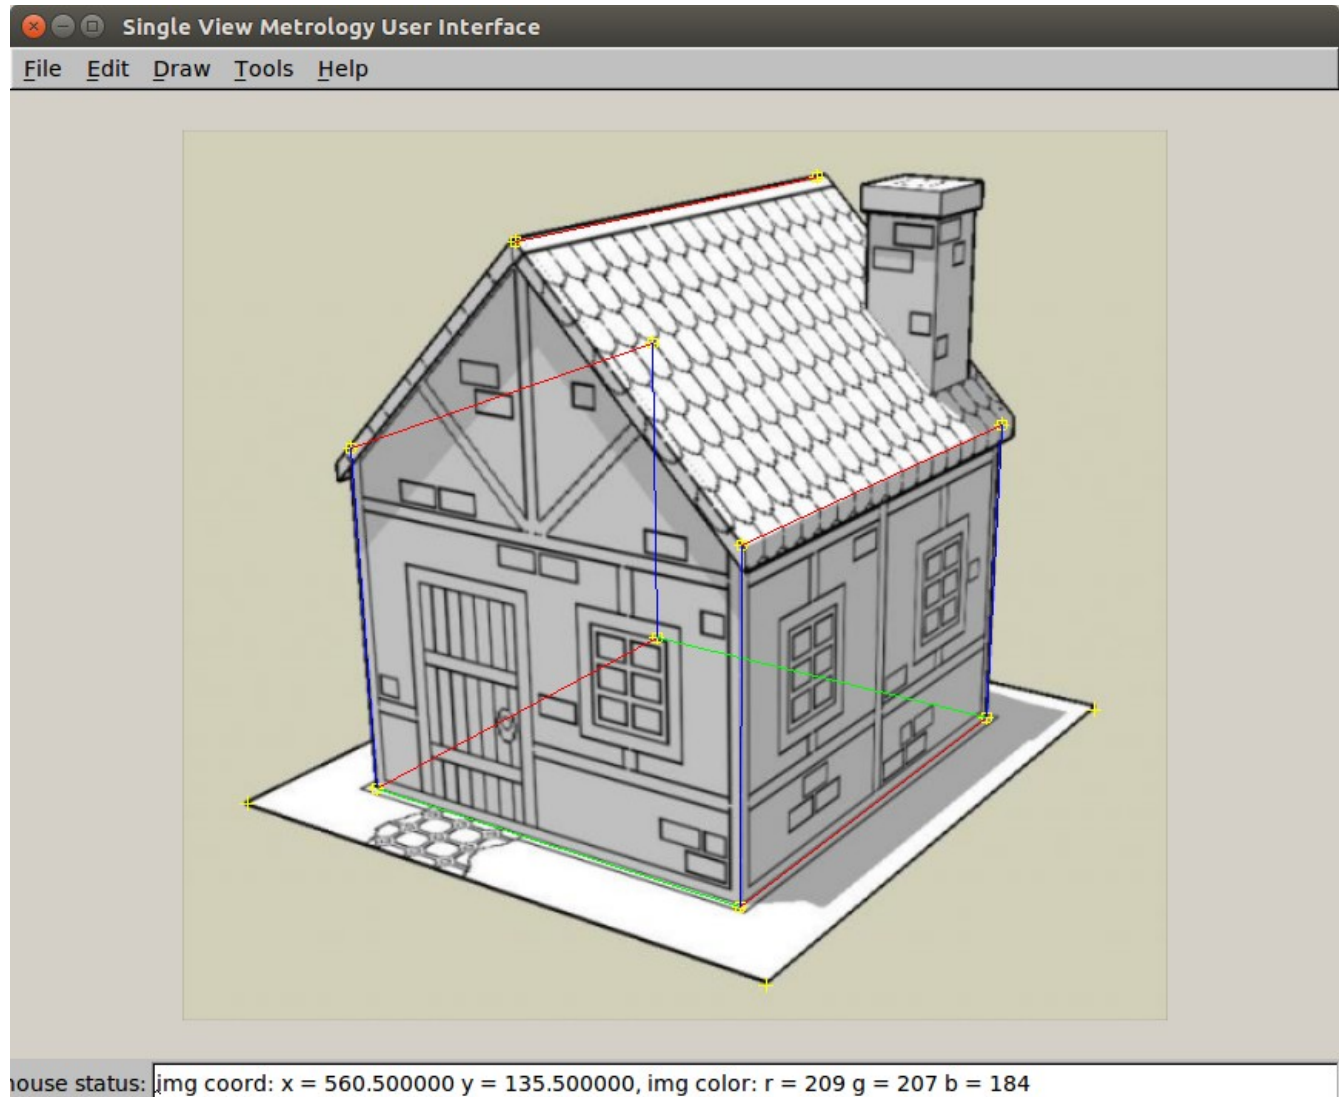 Single View Metrology User Interface
File Edit Draw Tools Help
ouse status: img coord: x = 560.500000 y = 135.500000, img color: r = 209 g = 207 b = 184